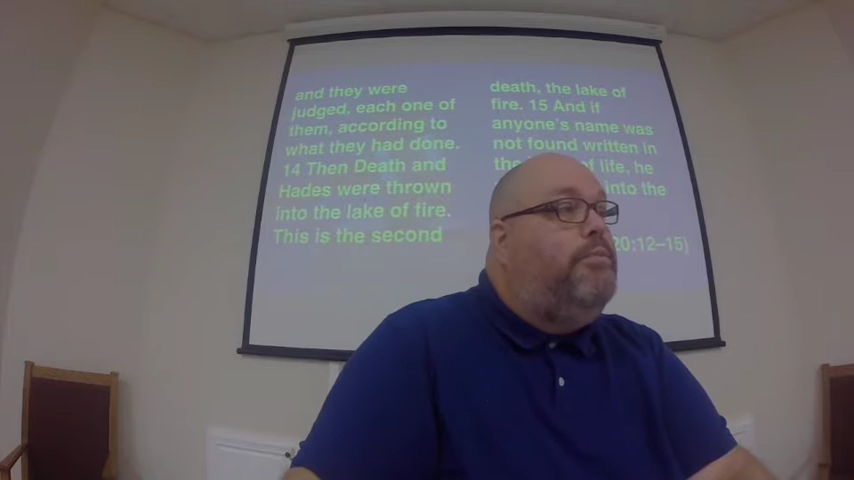 and they were
judged, each one of
them, according to
what they had done.
14 Then Death and
Hades were thrown
into the lake of fire.
This is the second
death, the lake of
fire. 15 And if
anyone's name was
not found written in
the of life, he
into the
20:12–15)